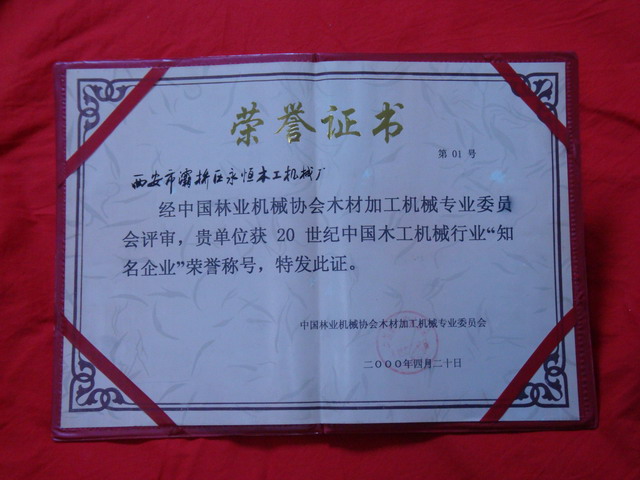 荣誉证书
第 01 号
西安市灞桥区永恒木工机械厂
经中国林业机械协会木材加工机械专业委员
会评审，贵单位获 20 世纪中国木工机械行业“知
名企业”荣誉称号，特发此证。
中国林业机械协会木材加工机械专业委员会
二〇〇〇年四月二十日